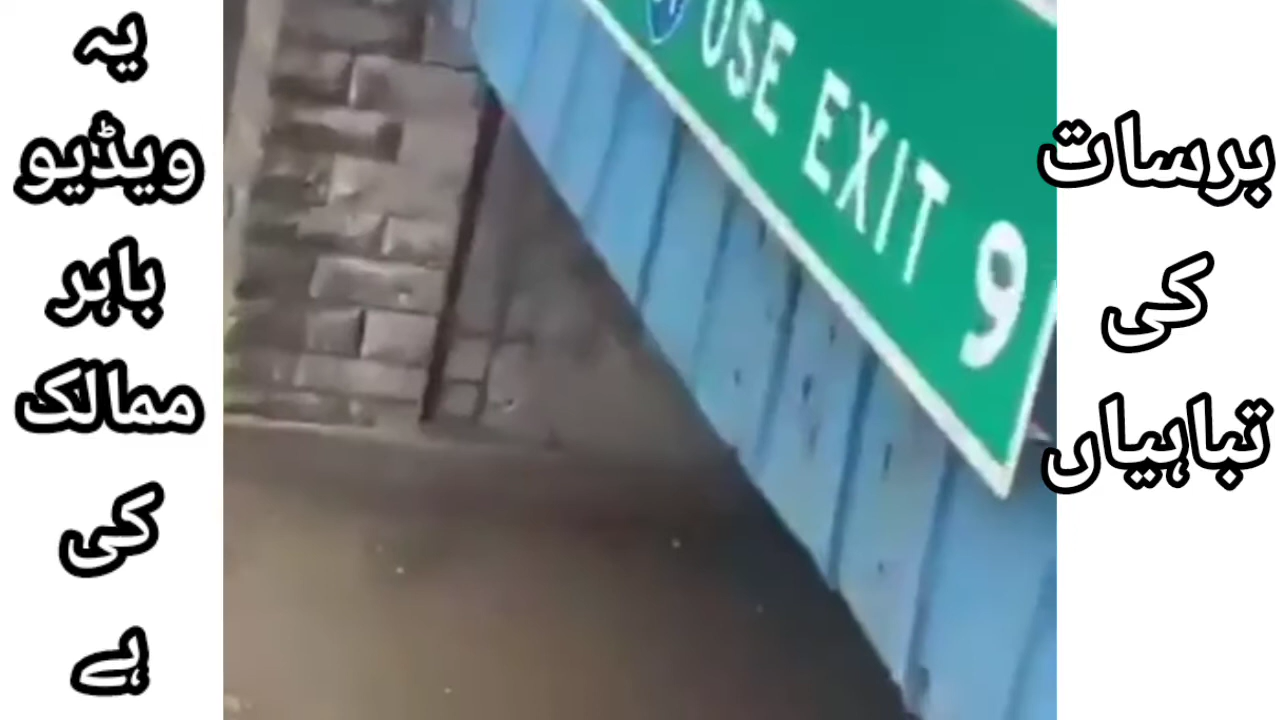 یہ
ویڈیو
باہر
ممالک
کی
ہے
USE EXIT 9
برسات
کی
تباہیاں